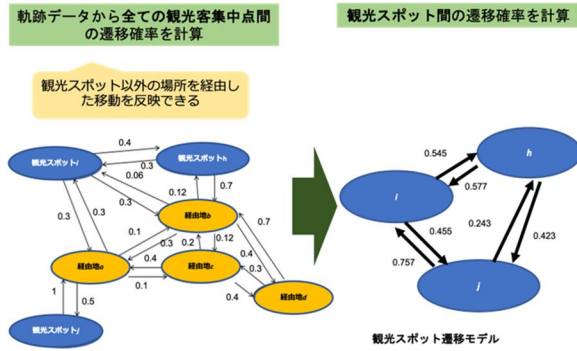 軌跡データから全ての観光客集中点間
の遷移確率を計算
観光スポット間の遷移確率を計算
観光スポット以外の場所を経由し
た移動を反映できる
観光スポットi
0.4
0.3
観光スポットh
0.06
0.3
0.12
0.7
経由地b
0.3
0.3
0.1
0.3
0.2
0.12
0.7
0.4
経由地a
0.4
0.1
経由地c
0.3
0.4
経由地d
1
0.5
観光スポットj
h
0.545
0.577
i
0.455
0.243
0.423
0.757
j
観光スポット遷移モデル